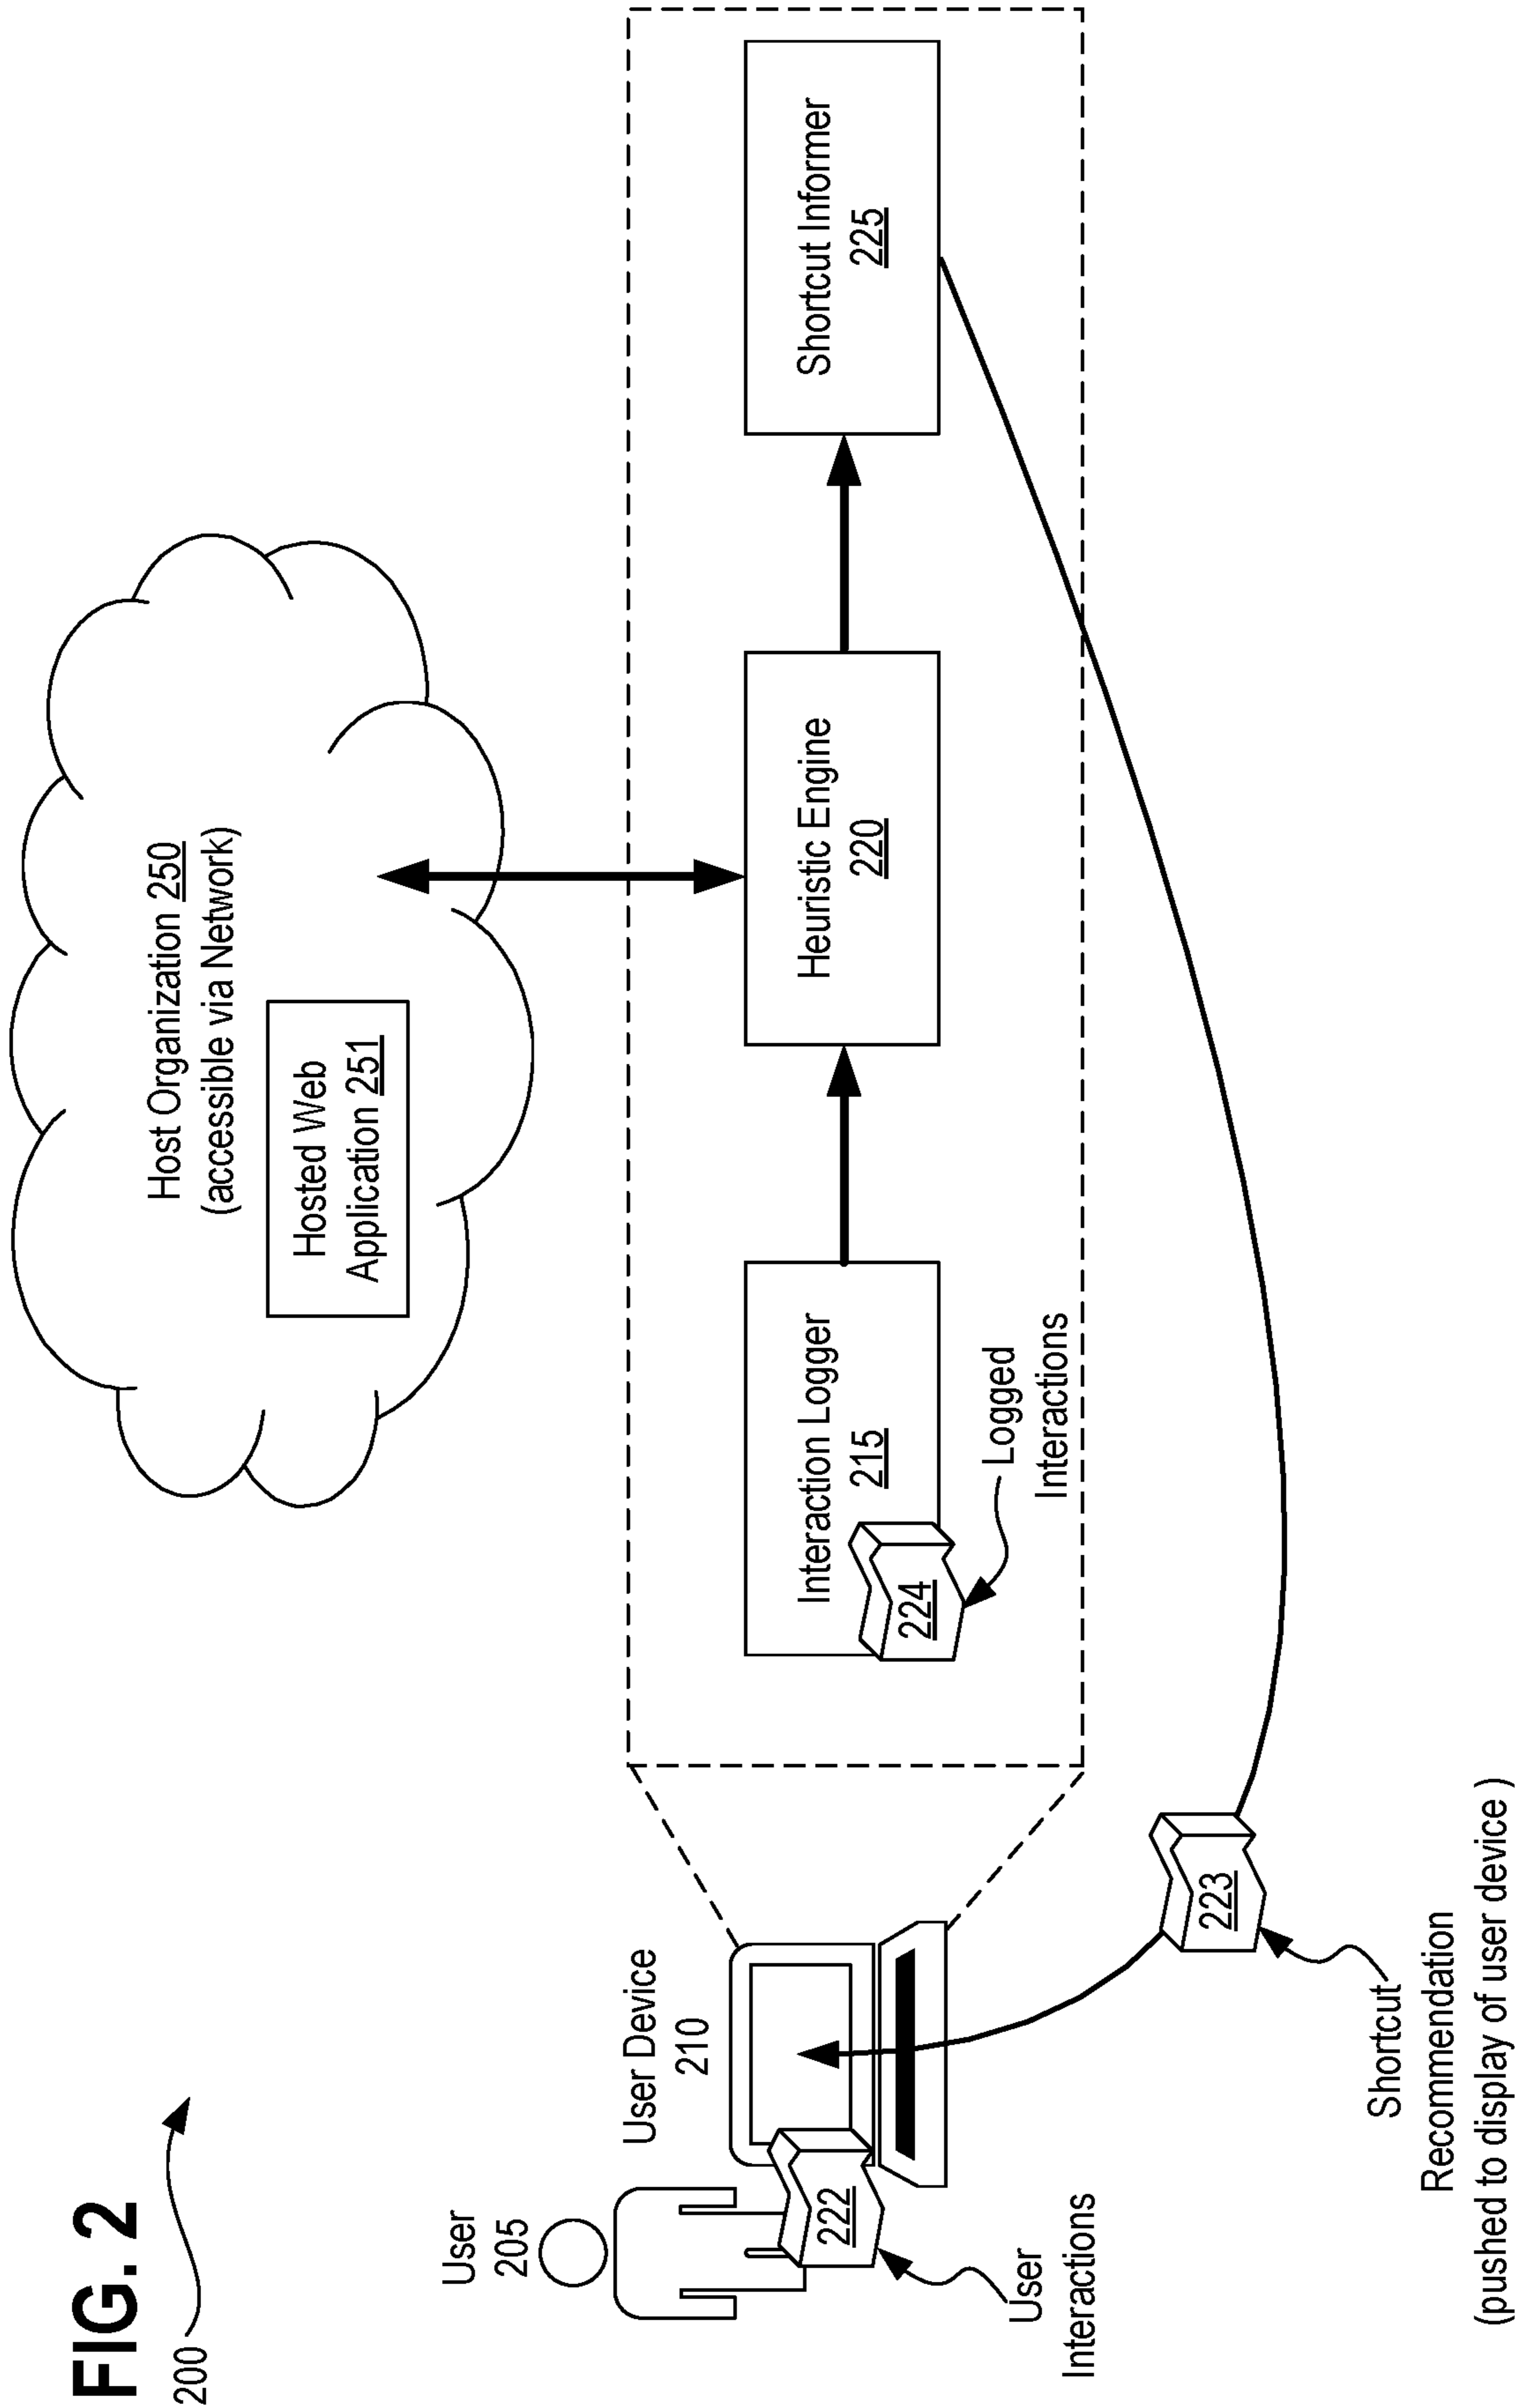 FIG. 2
200
Host Organization 250
(accessible via Network)
Hosted Web
Application 251
User
205
User Device
210
222
User
Interactions
Interaction Logger
215
224
Logged
Interactions
Heuristic Engine
220
Shortcut Informer
225
223
Shortcut
Recommendation
(pushed to display of user device )